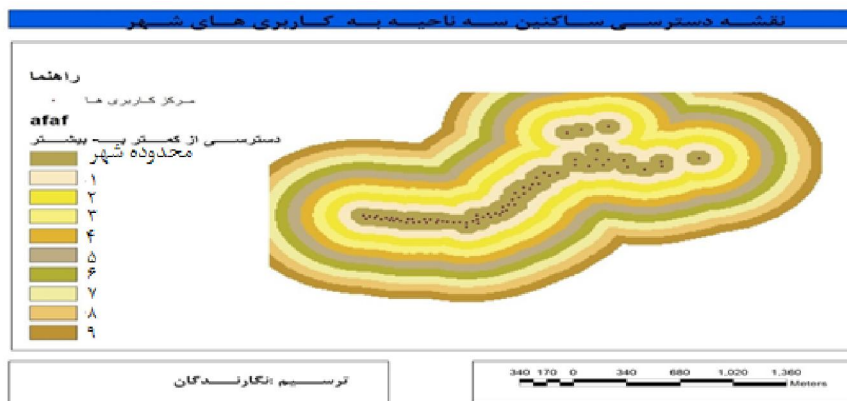 نقشه دسترسی ساکنین سه ناحیه به کاربری های شهر
راهنما
مرکز کاربری ها
afaf
دسترسی از کمتر به بیشتر
محدوده شهر
۱
۲
۳
۴
۵
۶
۷
۸
۹
ترسیم :نگارندگان
340 170 0 340 680 1,020 1,360
Meters